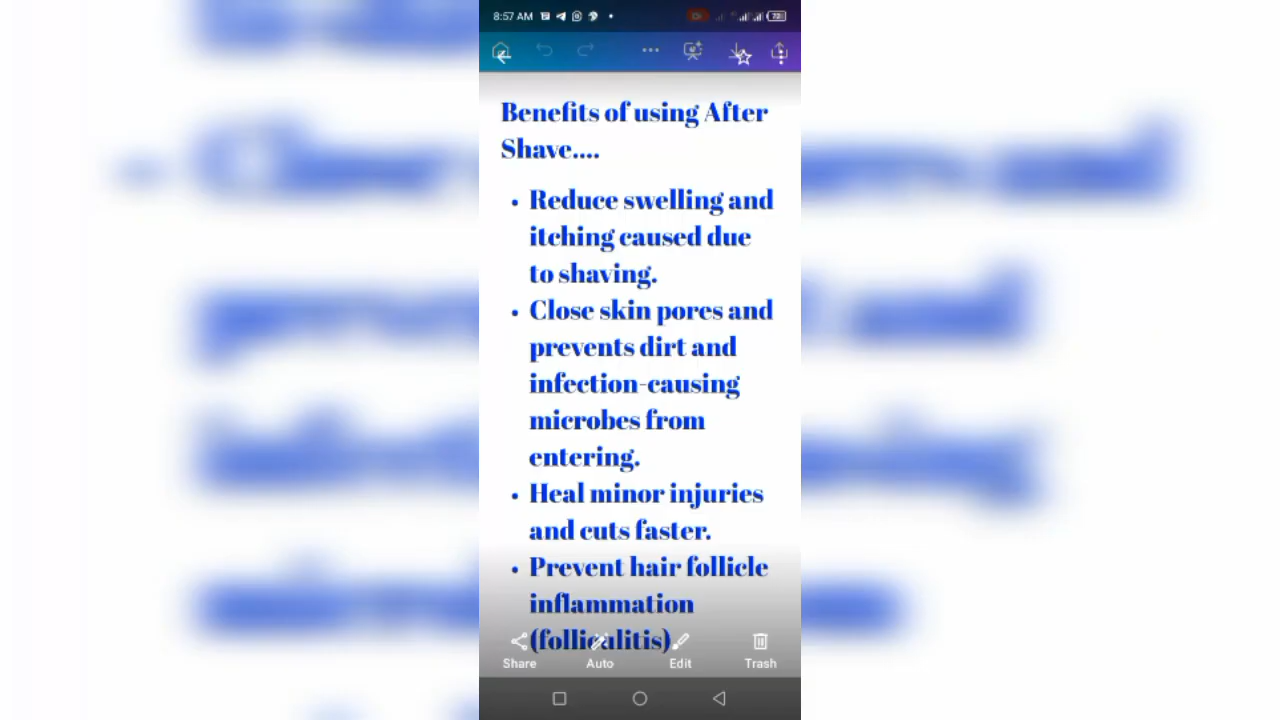 8:57 AM
72
Benefits of using After
Shave....
• Reduce swelling and
itching caused due
to shaving.
• Close skin pores and
prevents dirt and
infection-causing
microbes from
entering.
• Heal minor injuries
and cuts faster.
• Prevent hair follicle
inflammation
(folliculitis)
Share Auto Edit Trash